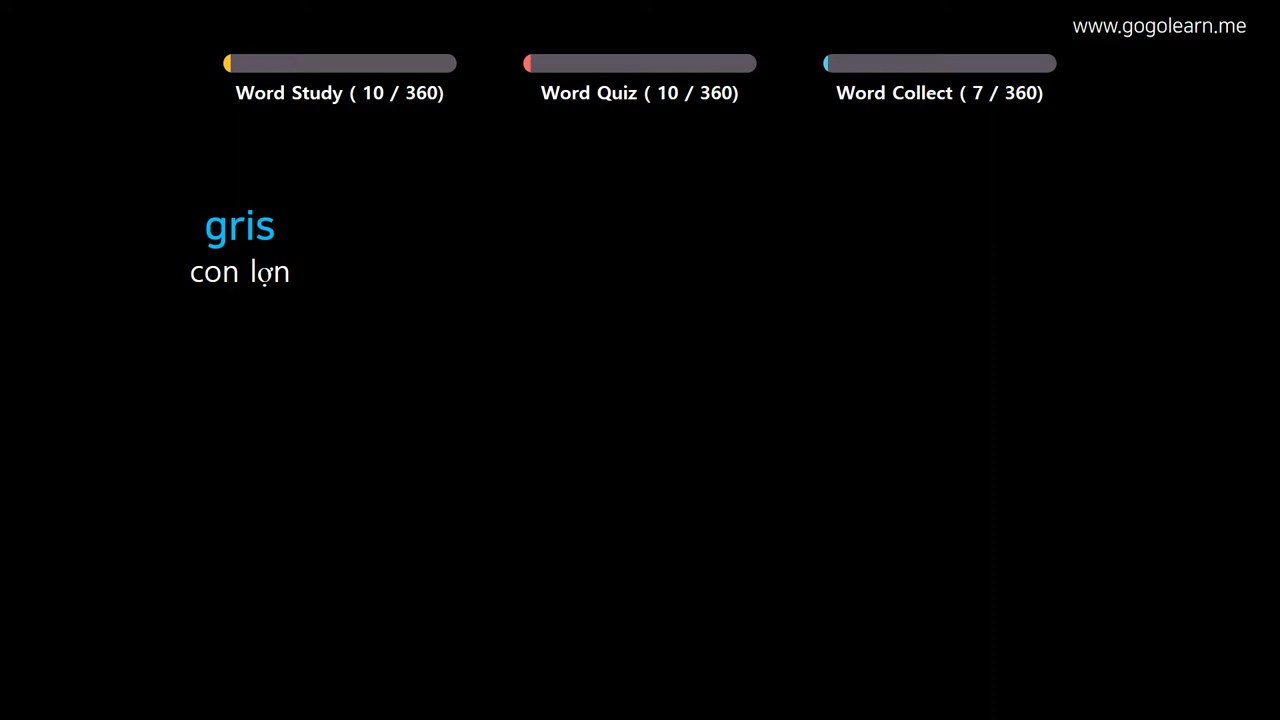 www.gogolearn.me
Word Study ( 10 / 360)
Word Quiz ( 10 / 360)
Word Collect ( 7 / 360)
gris
con lợn